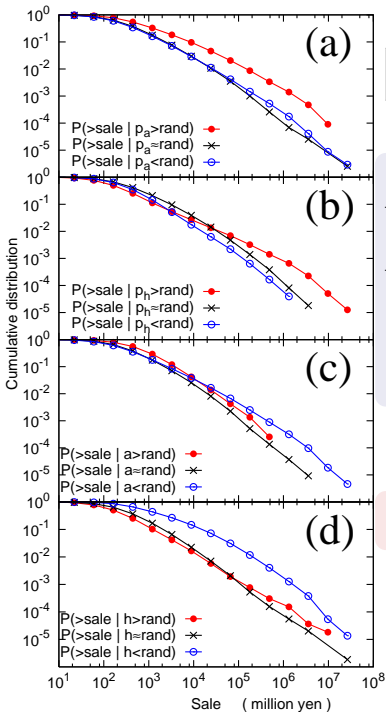 Cumulative distribution
10^0
10^-1
10^-2
10^-3
10^-4
10^-5
(a)
P(>sale | p_a>rand)
P(>sale | p_a≈rand)
P(>sale | p_a<rand)
10^0
10^-1
10^-2
10^-3
10^-4
10^-5
10^0
(b)
P(>sale | p_h>rand)
P(>sale | p_h≈rand)
P(>sale | p_h<rand)
10^0
10^-1
10^-2
10^-3
10^-4
10^-5
10^0
(c)
P(>sale | a>rand)
P(>sale | a≈rand)
P(>sale | a<rand)
10^0
10^-1
10^-2
10^-3
10^-4
10^-5
(d)
P(>sale | h>rand)
P(>sale | h≈rand)
P(>sale | h<rand)
10^1 10^2 10^3 10^4 10^5 10^6 10^7 10^8
Sale ( million yen )